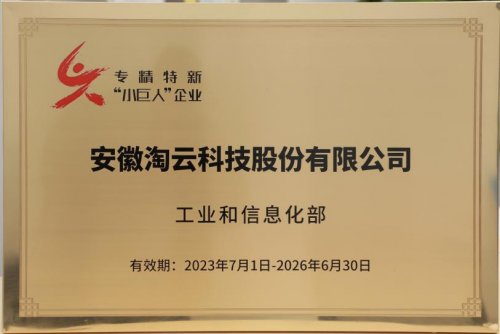 专精特新
“小巨人”企业
安徽淘云科技股份有限公司
工业和信息化部
有效期：2023年7月1日-2026年6月30日